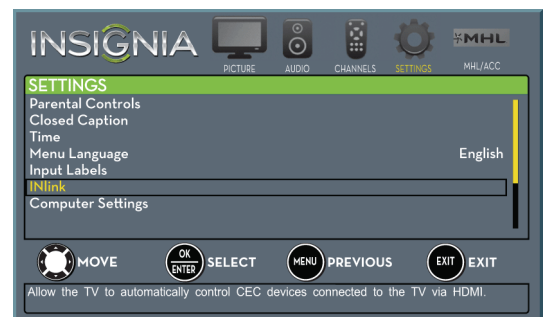 INSIGNIA
PICTURE AUDIO CHANNELS SETTINGS MHL MHL/ACC
SETTINGS
Parental Controls
Closed Caption
Time
Menu Language English
Input Labels
INlink
Computer Settings
MOVE OK ENTER SELECT MENU PREVIOUS EXIT EXIT
Allow the TV to automatically control CEC devices connected to the TV via HDMI.